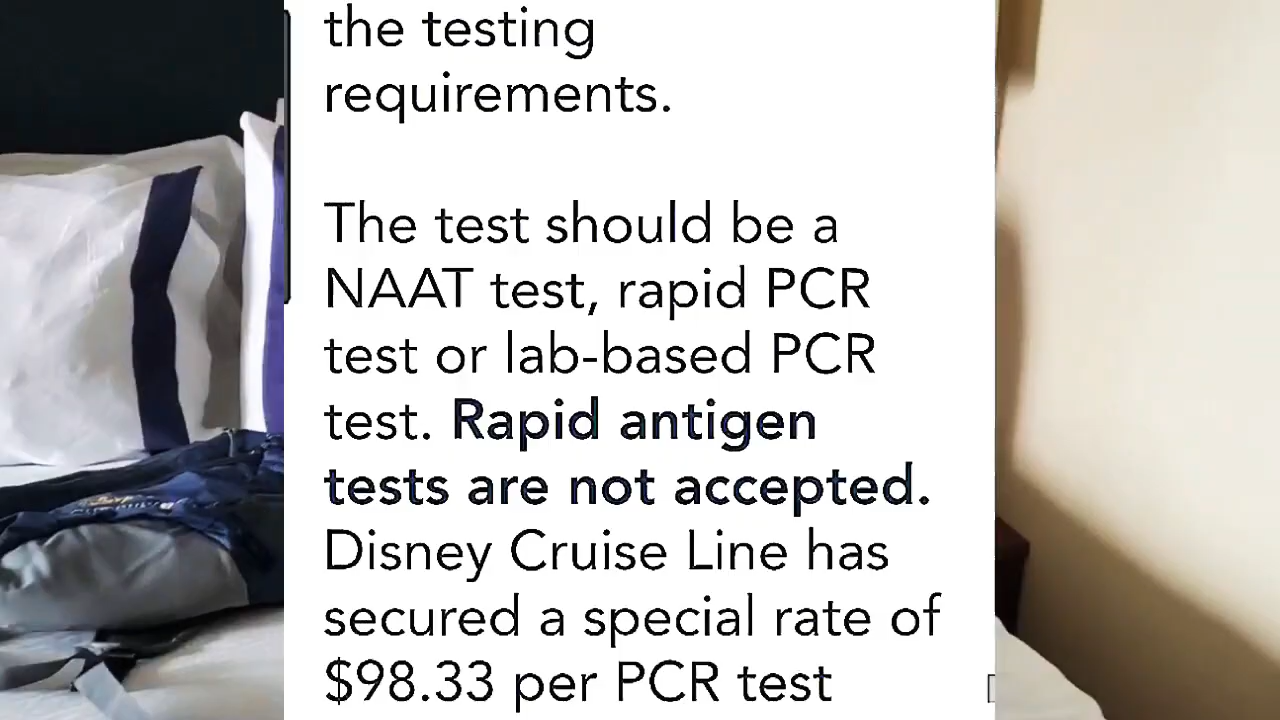 the testing
requirements.
The test should be a
NAAT test, rapid PCR
test or lab-based PCR
test. Rapid antigen
tests are not accepted.
Disney Cruise Line has
secured a special rate of
$98.33 per PCR test